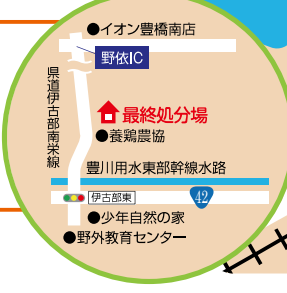 ●イオン豊橋南店
野依IC
県道伊古部南栄線
最終処分場
●養鶏農協
豊川用水東部幹線水路
伊古部東
42
●少年自然の家
●野外教育センター